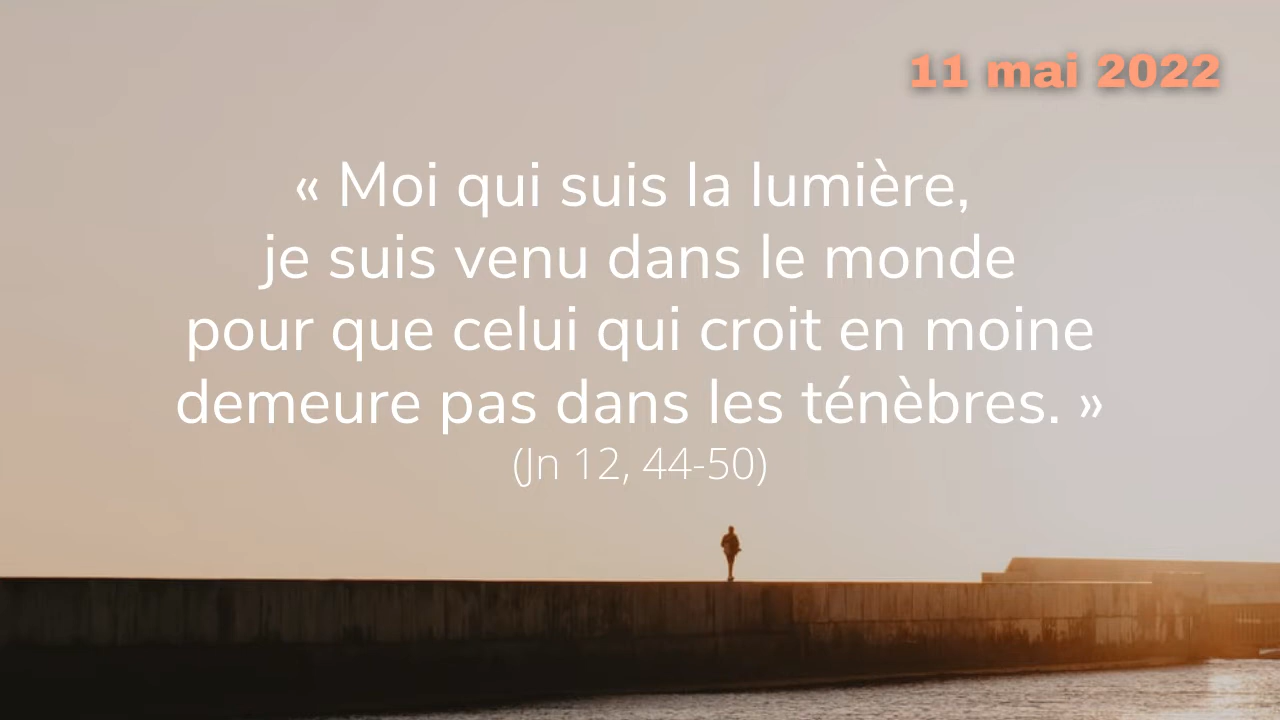 11 mai 2022
« Moi qui suis la lumière,
je suis venu dans le monde
pour que celui qui croit en moine
demeure pas dans les ténèbres. »
(Jn 12, 44-50)